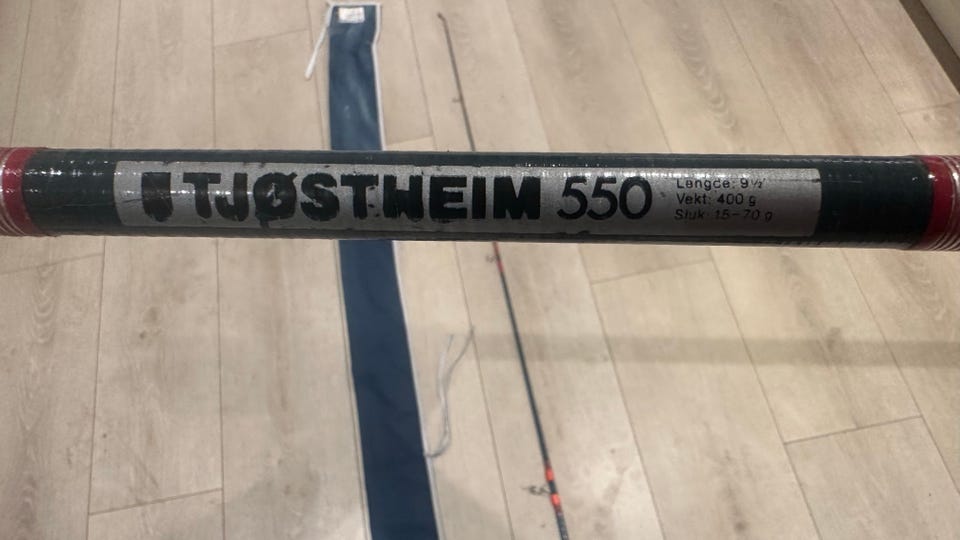 TJØSTHEIM 550
Lengde: 9½'
Vekt: 400 g
Sluk: 15-70 g